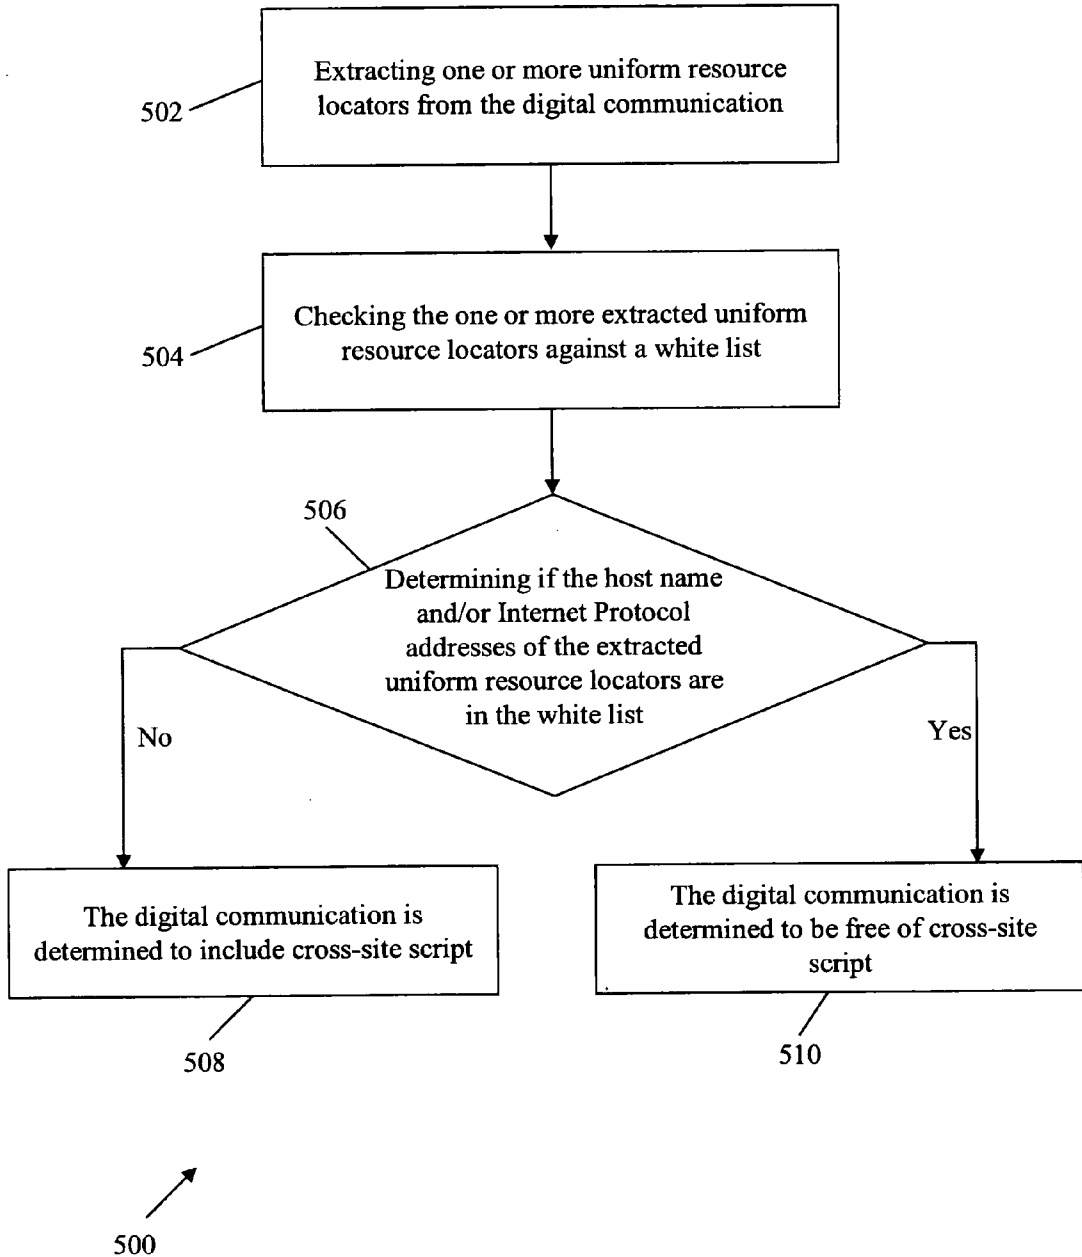 Extracting one or more uniform resource
locators from the digital communication
502
Checking the one or more extracted uniform
resource locators against a white list
504
506
Determining if the host name
and/or Internet Protocol
addresses of the extracted
uniform resource locators are
in the white list
No
Yes
The digital communication is
determined to include cross-site script
The digital communication is
determined to be free of cross-site
script
508
510
500